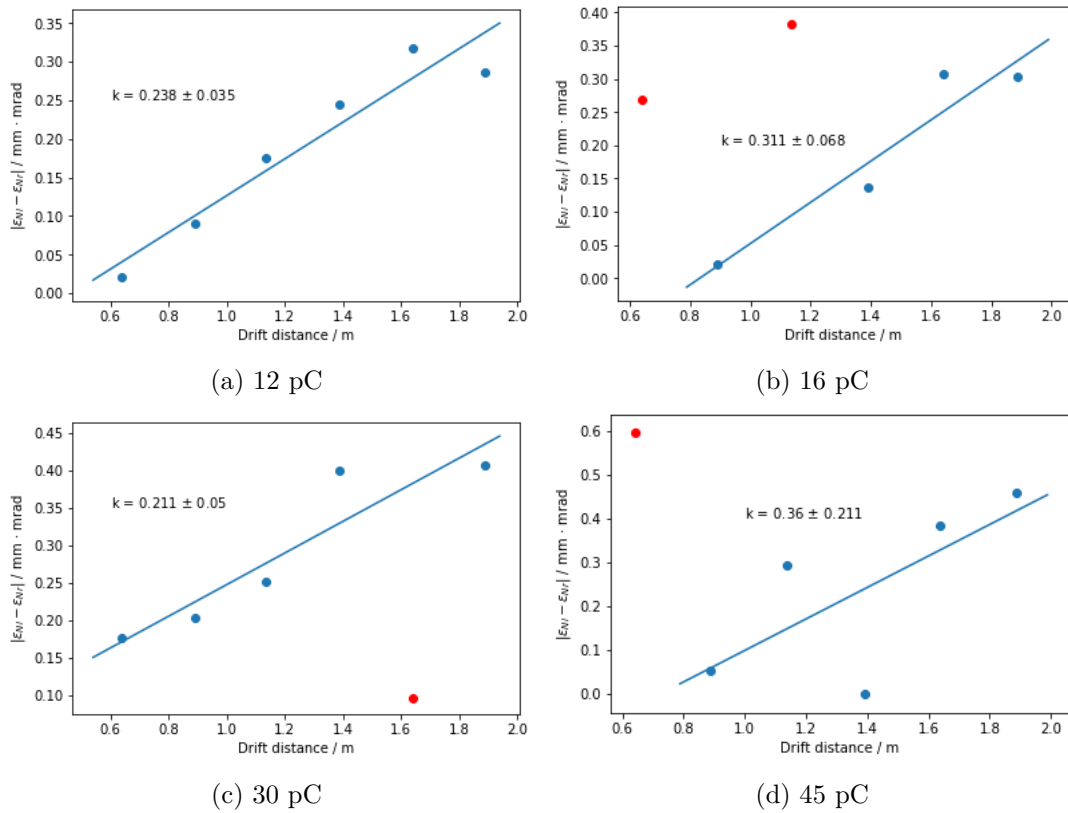 |εNl − εNr| / mm · mrad
0.35
0.30
0.25
0.20
0.15
0.10
0.05
0.00
k = 0.238 ± 0.035
0.6 0.8 1.0 1.2 1.4 1.6 1.8 2.0
Drift distance / m
(a) 12 pC
|εNl − εNr| / mm · mrad
0.40
0.35
0.30
0.25
0.20
0.15
0.10
0.05
0.00
k = 0.311 ± 0.068
0.6 0.8 1.0 1.2 1.4 1.6 1.8 2.0
Drift distance / m
(b) 16 pC
|εNl − εNr| / mm · mrad
0.45
0.40
0.35
0.30
0.25
0.20
0.15
0.10
k = 0.211 ± 0.05
0.6 0.8 1.0 1.2 1.4 1.6 1.8 2.0
Drift distance / m
(c) 30 pC
|εNl − εNr| / mm · mrad
0.6
0.5
0.4
0.3
0.2
0.1
0.0
k = 0.36 ± 0.211
0.6 0.8 1.0 1.2 1.4 1.6 1.8 2.0
Drift distance / m
(d) 45 pC